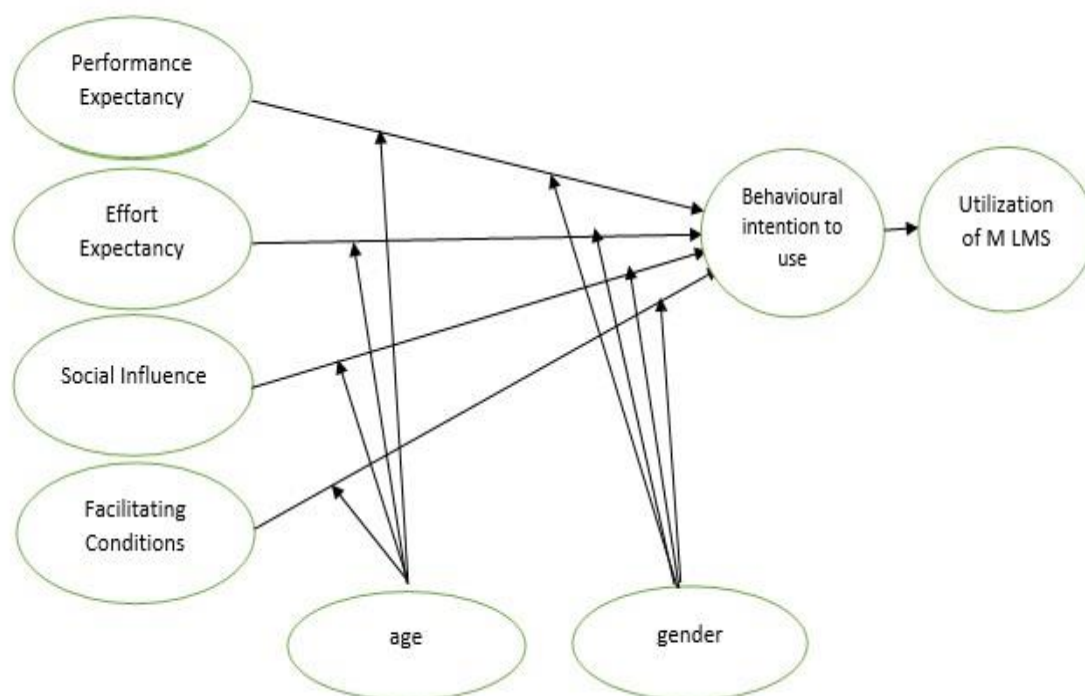 Performance
Expectancy
Effort
Expectancy
Social Influence
Facilitating
Conditions
Behavioural
intention to
use
Utilization
of M LMS
age
gender